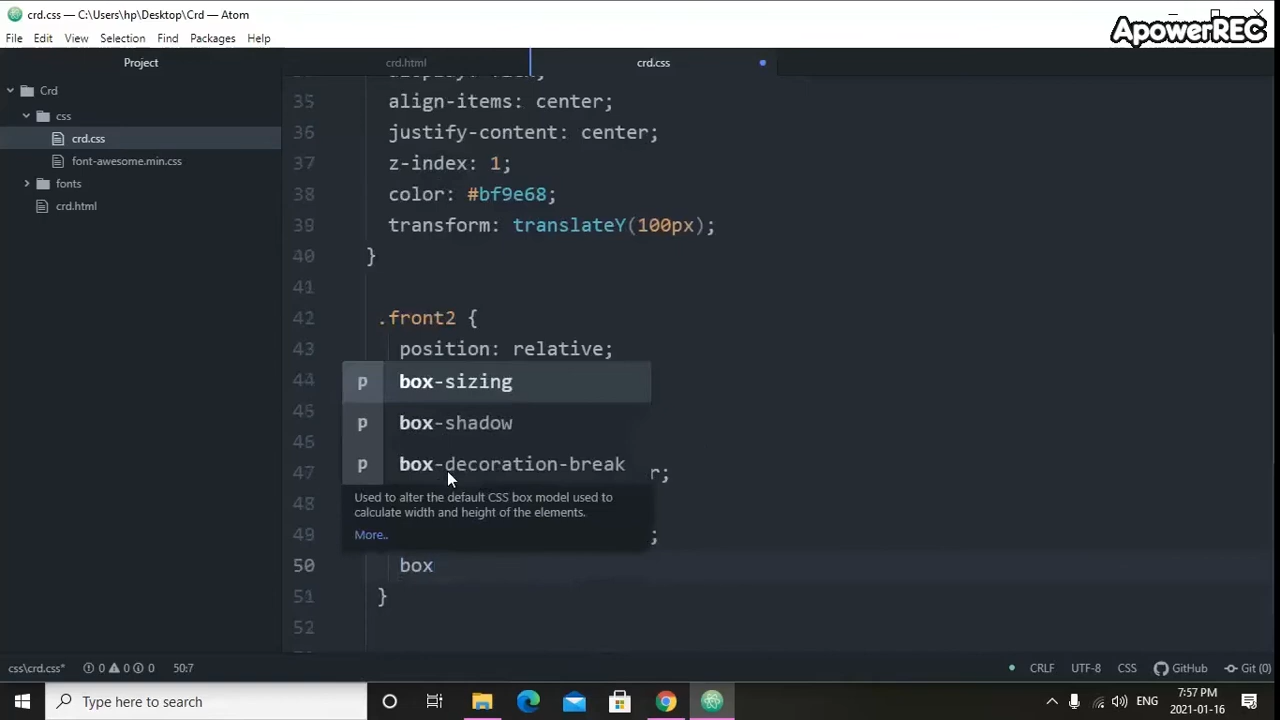 crd.css — C:\Users\hp\Desktop\Crd — Atom
ApowerREC
File Edit View Selection Find Packages Help
Project
crd.html
crd.css
Crd
css
crd.css
font-awesome.min.css
fonts
crd.html
35 align-items: center;
36 justify-content: center;
37 z-index: 1;
38 color: #bf9e68;
39 transform: translateY(100px);
40 }
41
42 .front2 {
43 position: relative;
44
45
46
47 r;
48
49 ;
50 box
51 }
52
p box-sizing
p box-shadow
p box-decoration-break
Used to alter the default CSS box model used to
calculate width and height of the elements.
More..
css\crd.css* 0 0 0 50:7
CRLF UTF-8 CSS GitHub Git (0)
Type here to search
ENG
7:57 PM
2021-01-16